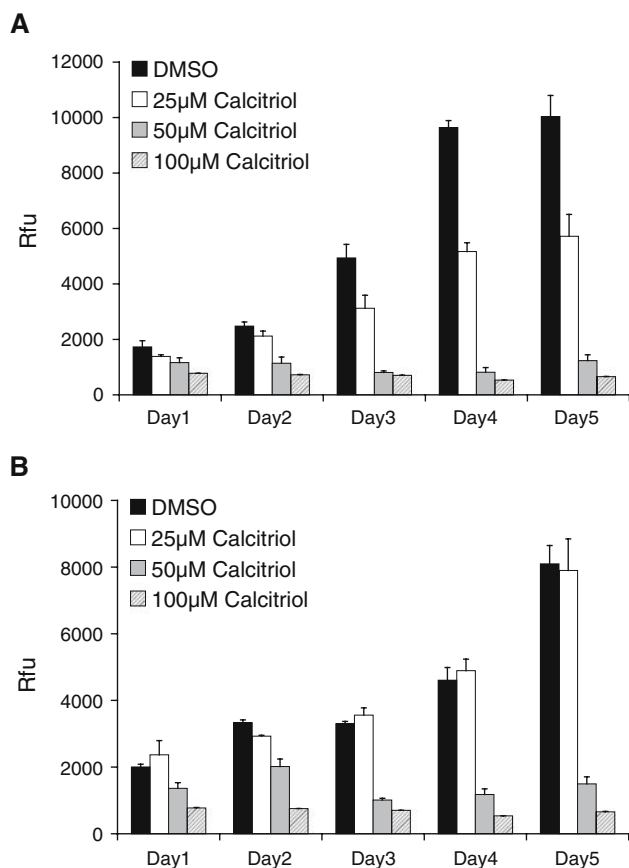 A
12000
10000
8000
6000
4000
2000
0
Rfu
DMSO
25µM Calcitriol
50µM Calcitriol
100µM Calcitriol
Day1 Day2 Day3 Day4 Day5
B
10000
8000
6000
4000
2000
0
Rfu
DMSO
25µM Calcitriol
50µM Calcitriol
100µM Calcitriol
Day1 Day2 Day3 Day4 Day5